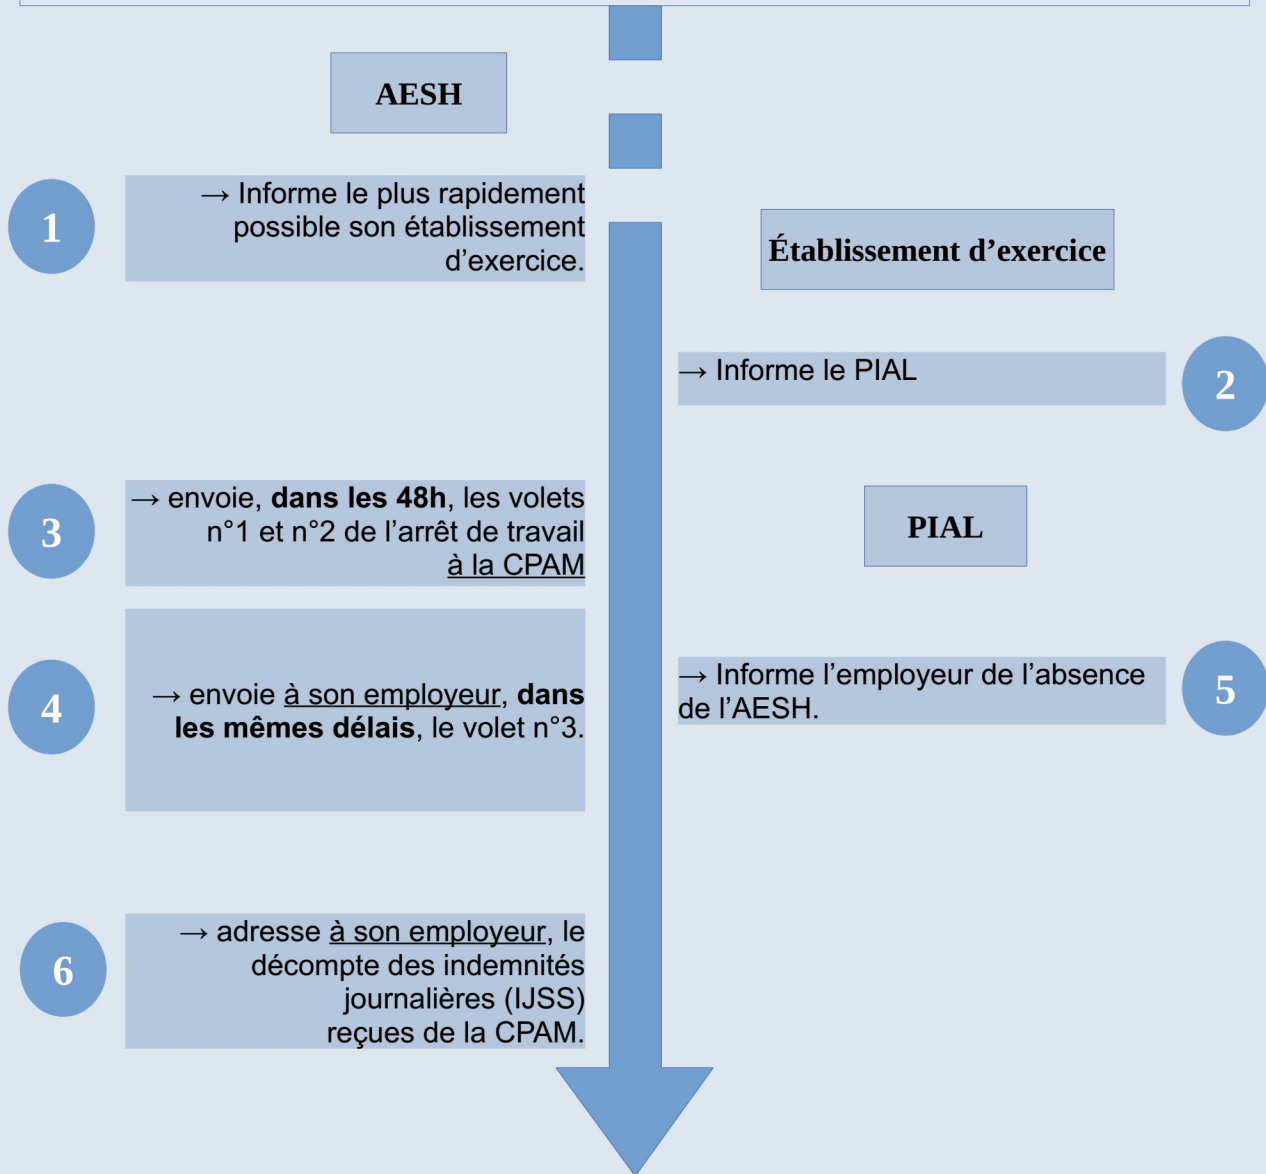 AESH
1
→ Informe le plus rapidement
possible son établissement
d’exercice.
Établissement d’exercice
→ Informe le PIAL
2
3
→ envoie, dans les 48h, les volets
n°1 et n°2 de l’arrêt de travail
à la CPAM
PIAL
4
→ envoie à son employeur, dans
les mêmes délais, le volet n°3.
→ Informe l’employeur de l’absence
de l’AESH.
5
6
→ adresse à son employeur, le
décompte des indemnités
journalières (IJSS)
reçues de la CPAM.